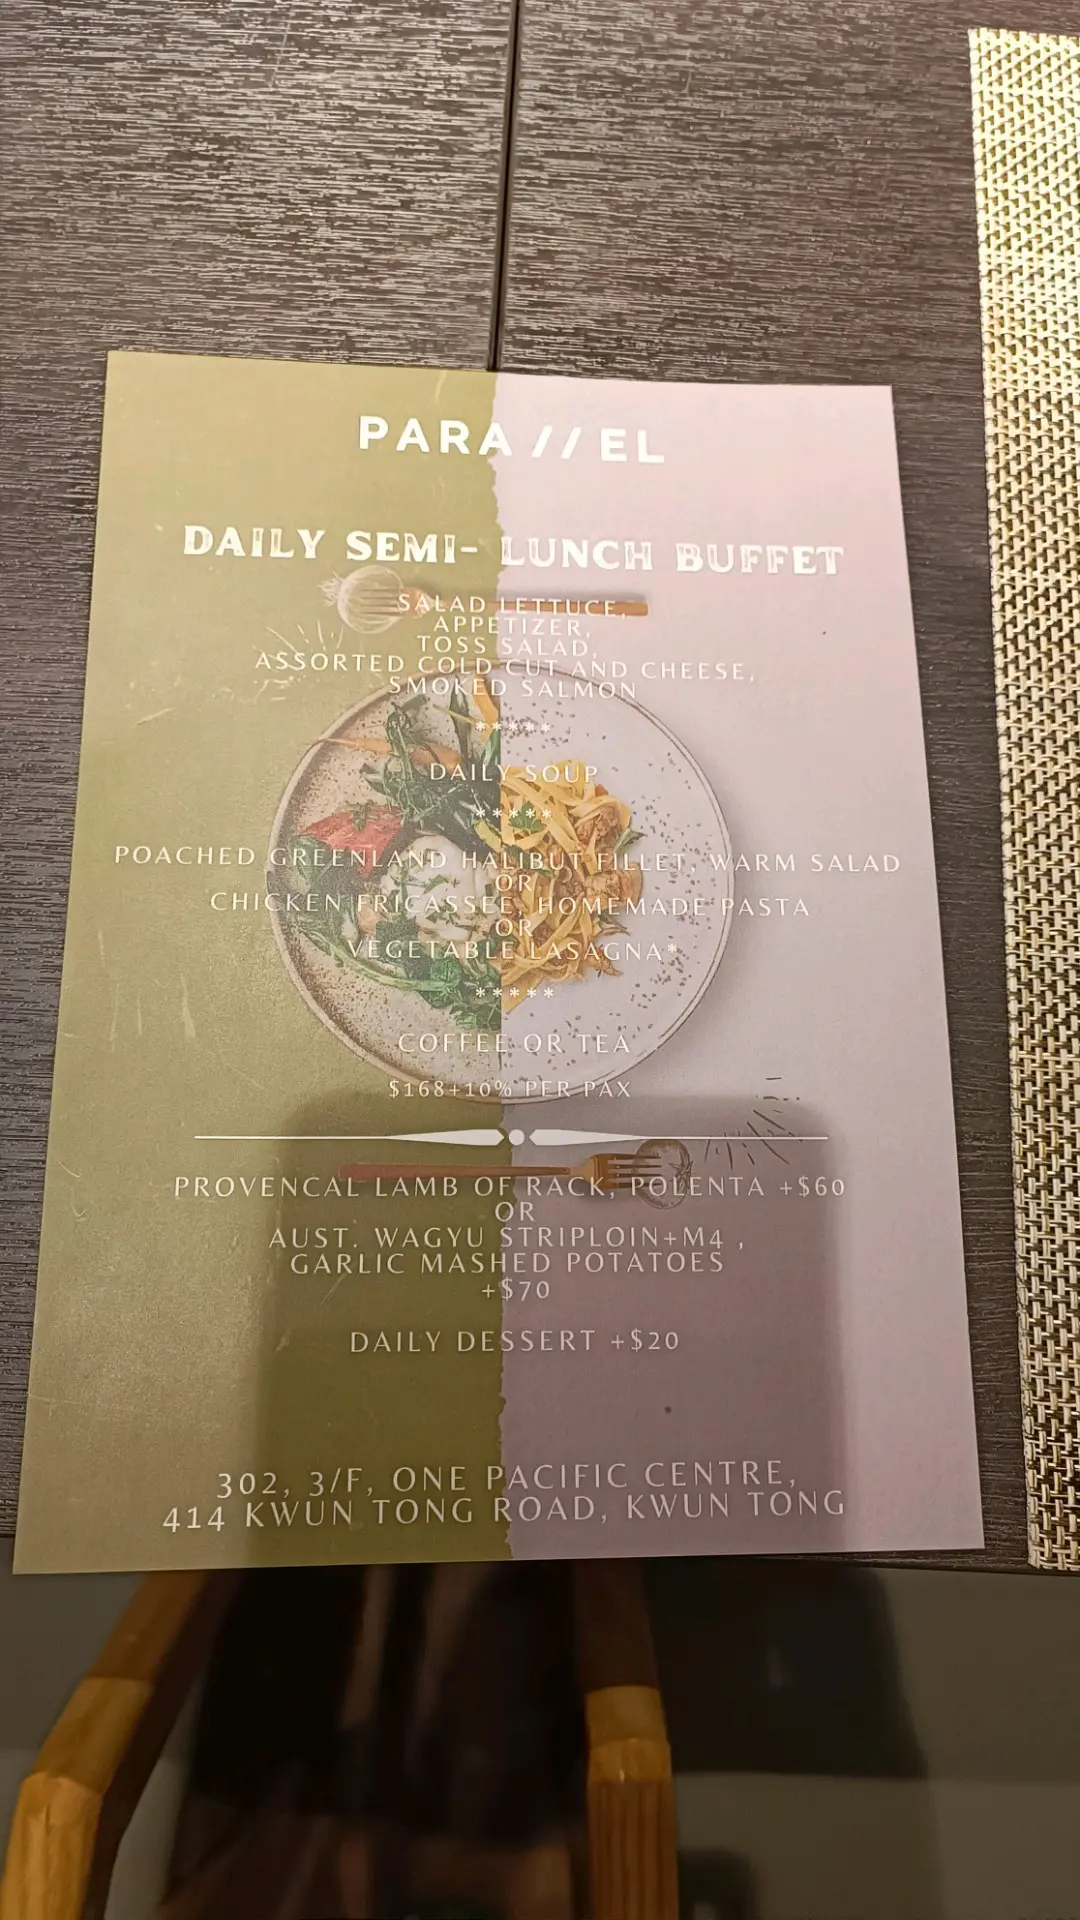 PARA//EL
DAILY SEMI- LUNCH BUFFET
SALAD LETTUCE,
APPETIZER,
TOSS SALAD,
ASSORTED COLD CUT AND CHEESE,
SMOKED SALMON
*****
DAILY SOUP
*****
POACHED GREENLAND HALIBUT FILLET, WARM SALAD
OR
CHICKEN FRICASSEE, HOMEMADE PASTA
OR
VEGETABLE LASAGNA*
*****
COFFEE OR TEA
$168+10% PER PAX
PROVENCAL LAMB OF RACK, POLENTA +$60
OR
AUST. WAGYU STRIPLOIN+M4 ,
GARLIC MASHED POTATOES
+$70
DAILY DESSERT +$20
302, 3/F, ONE PACIFIC CENTRE,
414 KWUN TONG ROAD, KWUN TONG